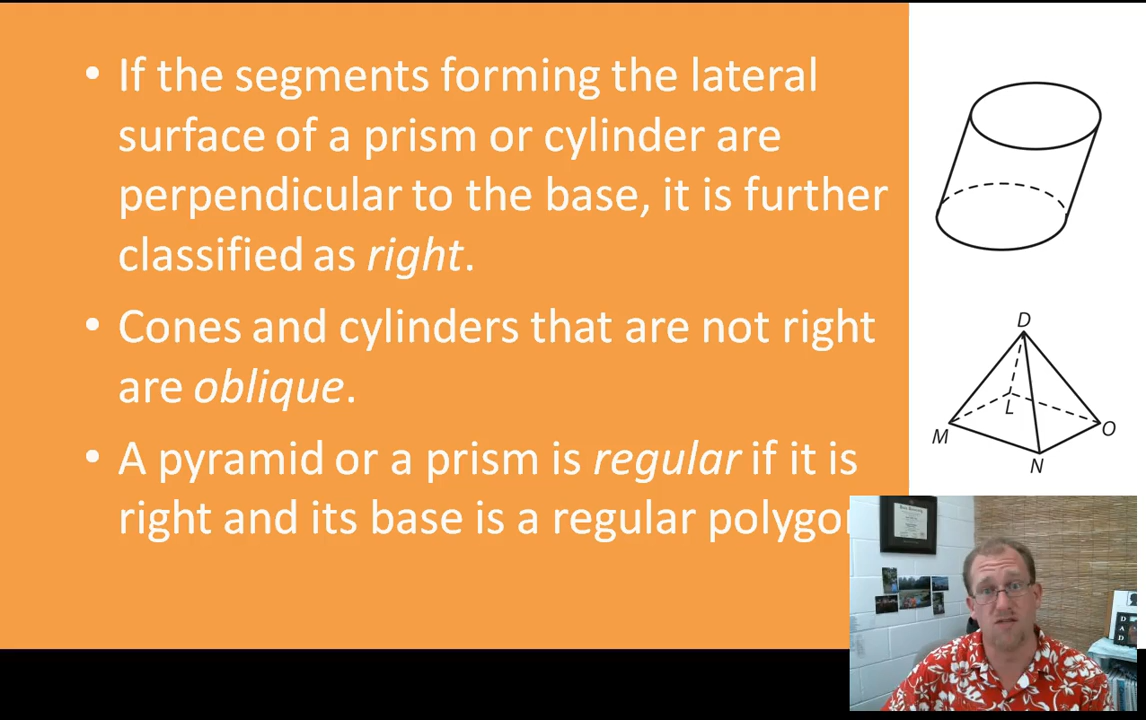 • If the segments forming the lateral
surface of a prism or cylinder are
perpendicular to the base, it is further
classified as right.
• Cones and cylinders that are not right
are oblique.
• A pyramid or a prism is regular if it is
right and its base is a regular
D
L
M
O
N
DAD